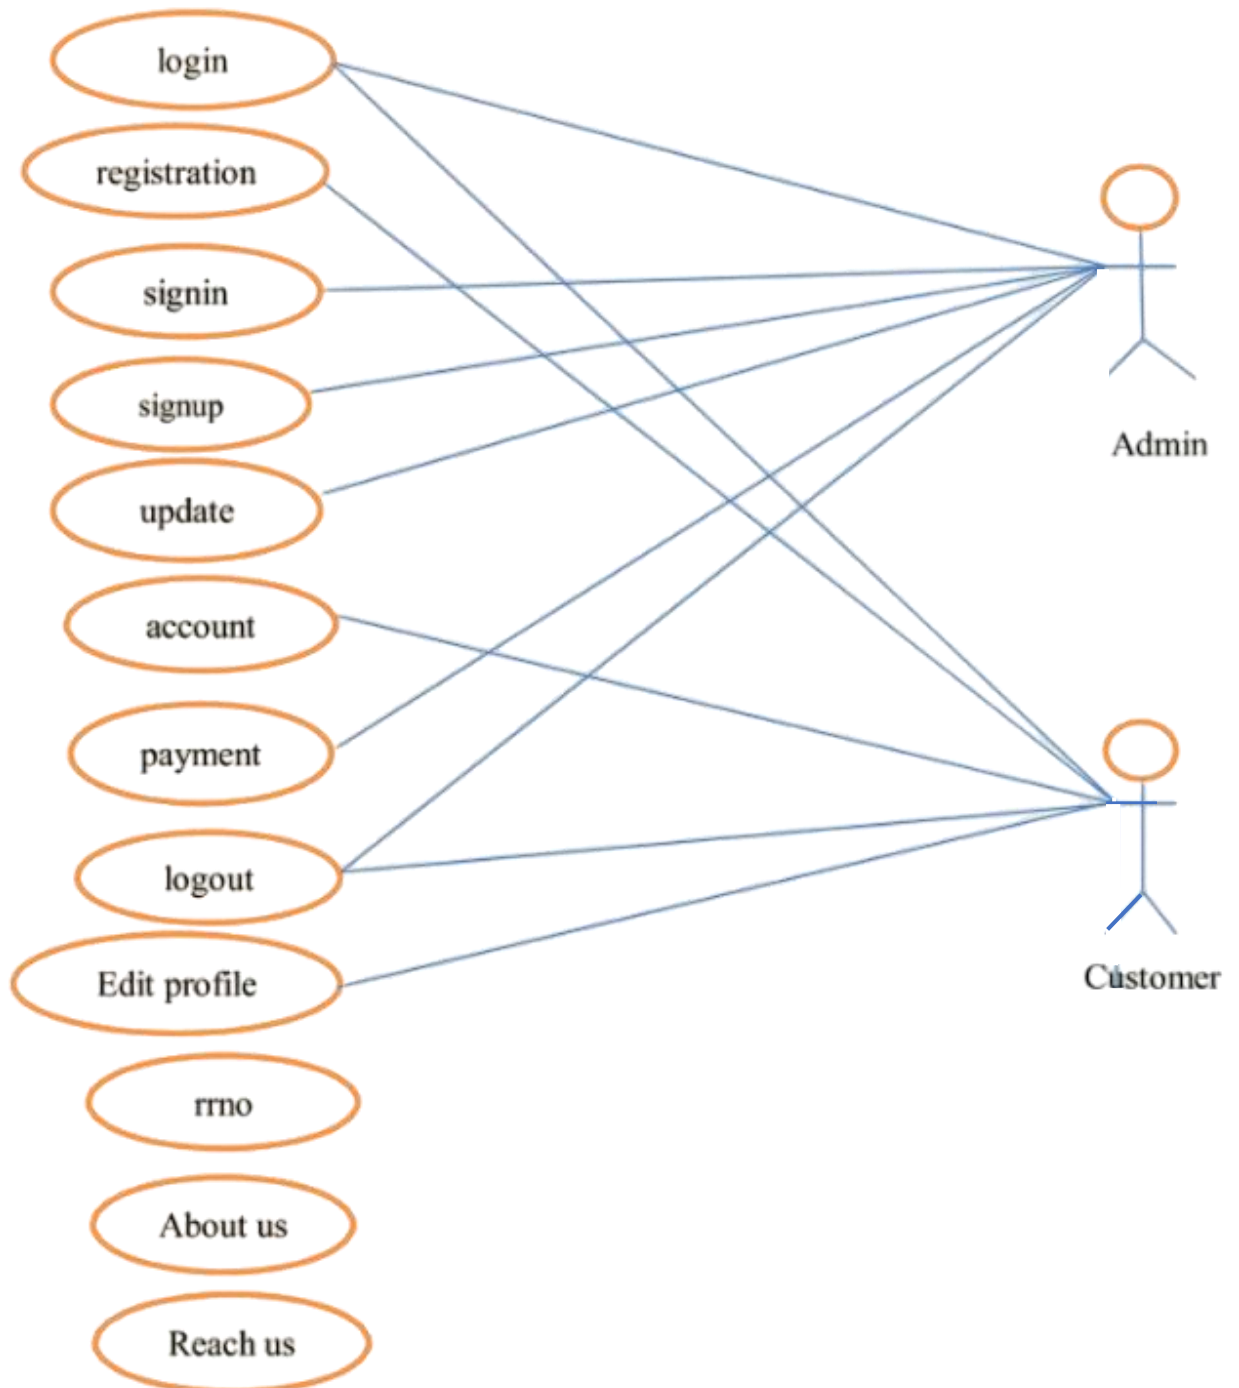 login
registration
signin
signup
update
account
payment
logout
Edit profile
rrno
About us
Reach us
Admin
Customer